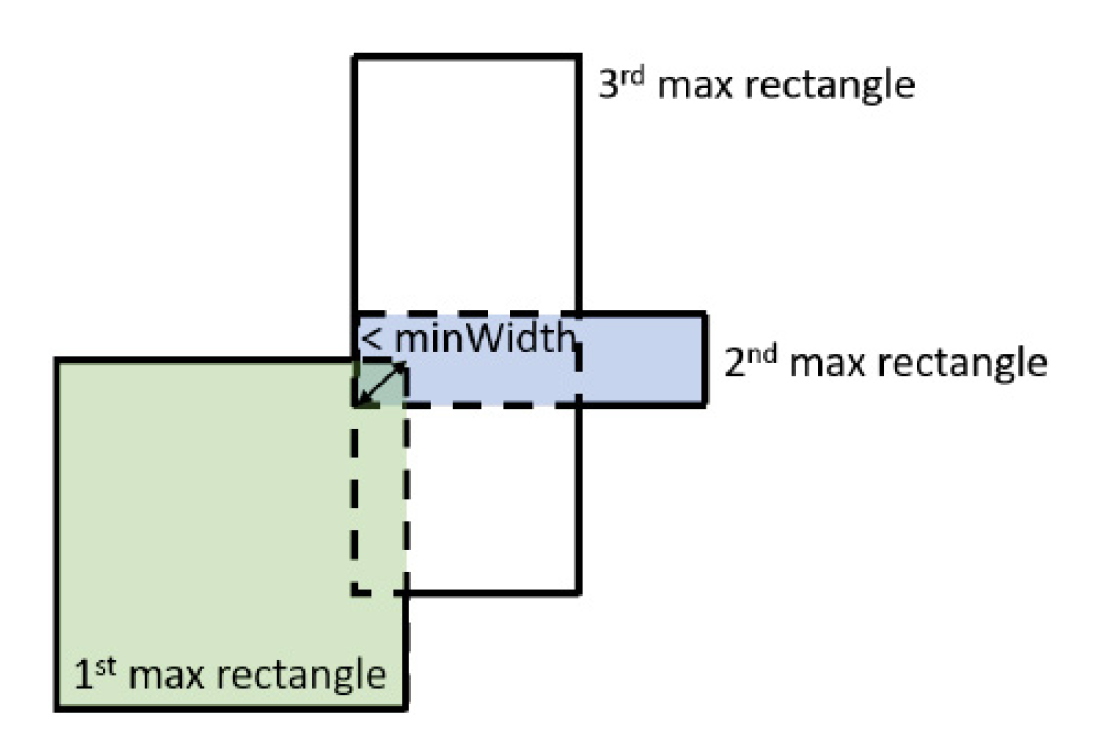 3rd max rectangle
< minWidth
2nd max rectangle
1st max rectangle